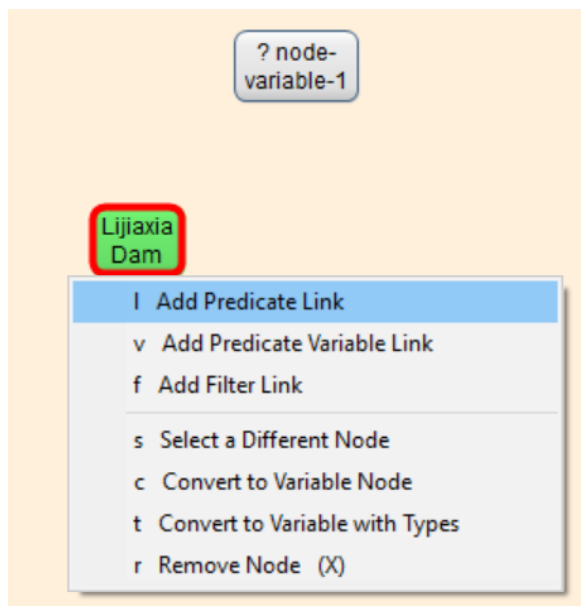 ? node-
variable-1
Lijiaxia
Dam
l Add Predicate Link
v Add Predicate Variable Link
f Add Filter Link
s Select a Different Node
c Convert to Variable Node
t Convert to Variable with Types
r Remove Node (X)